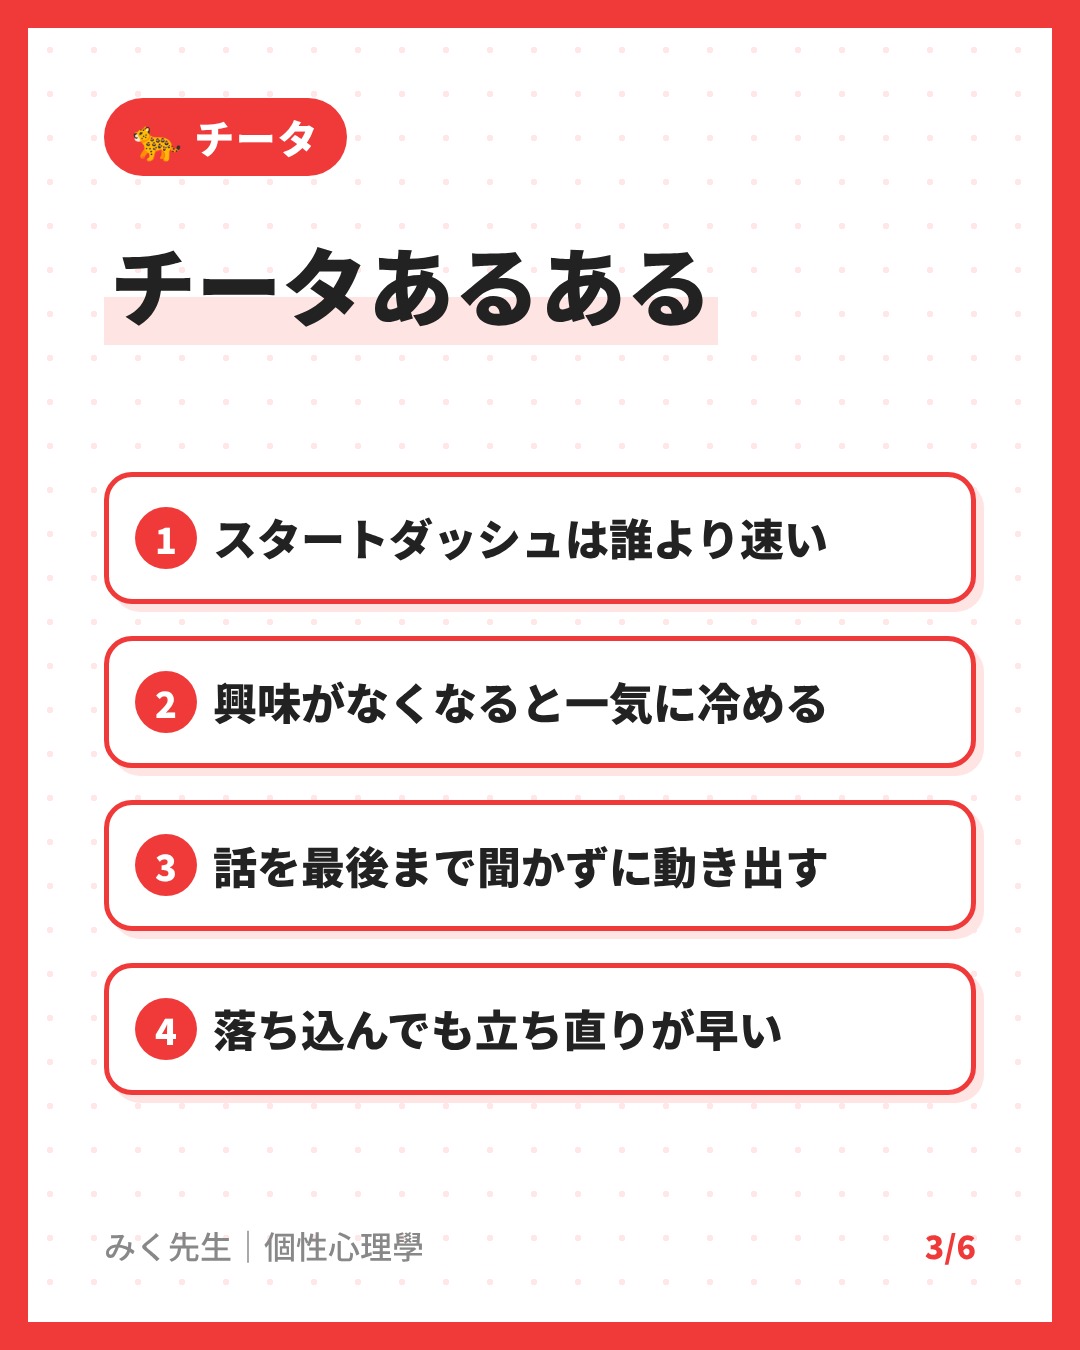 🐆 チータ
チータあるある
1 スタートダッシュは誰より速い
2 興味がなくなると一気に冷める
3 話を最後まで聞かずに動き出す
4 落ち込んでも立ち直りが早い
みく先生｜個性心理學
3/6